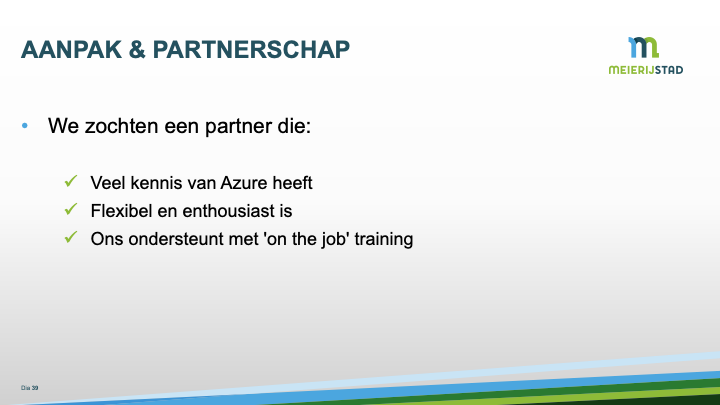 AANPAK & PARTNERSCHAP
MEIERIJSTAD
• We zochten een partner die:
✓ Veel kennis van Azure heeft
✓ Flexibel en enthousiast is
✓ Ons ondersteunt met 'on the job' training
Dia 39